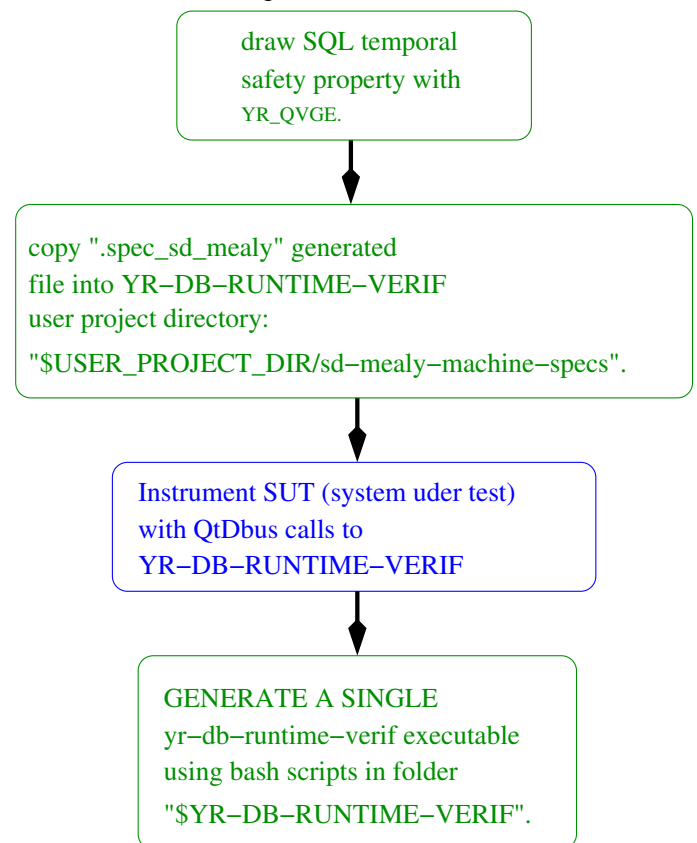 draw SQL temporal
safety property with
YR_QVGE.
copy ".spec_sd_mealy" generated
file into YR−DB−RUNTIME−VERIF
user project directory:
"$USER_PROJECT_DIR/sd−mealy−machine−specs".
Instrument SUT (system uder test)
with QtDbus calls to
YR−DB−RUNTIME−VERIF
GENERATE A SINGLE
yr−db−runtime−verif executable
using bash scripts in folder
"$YR−DB−RUNTIME−VERIF".